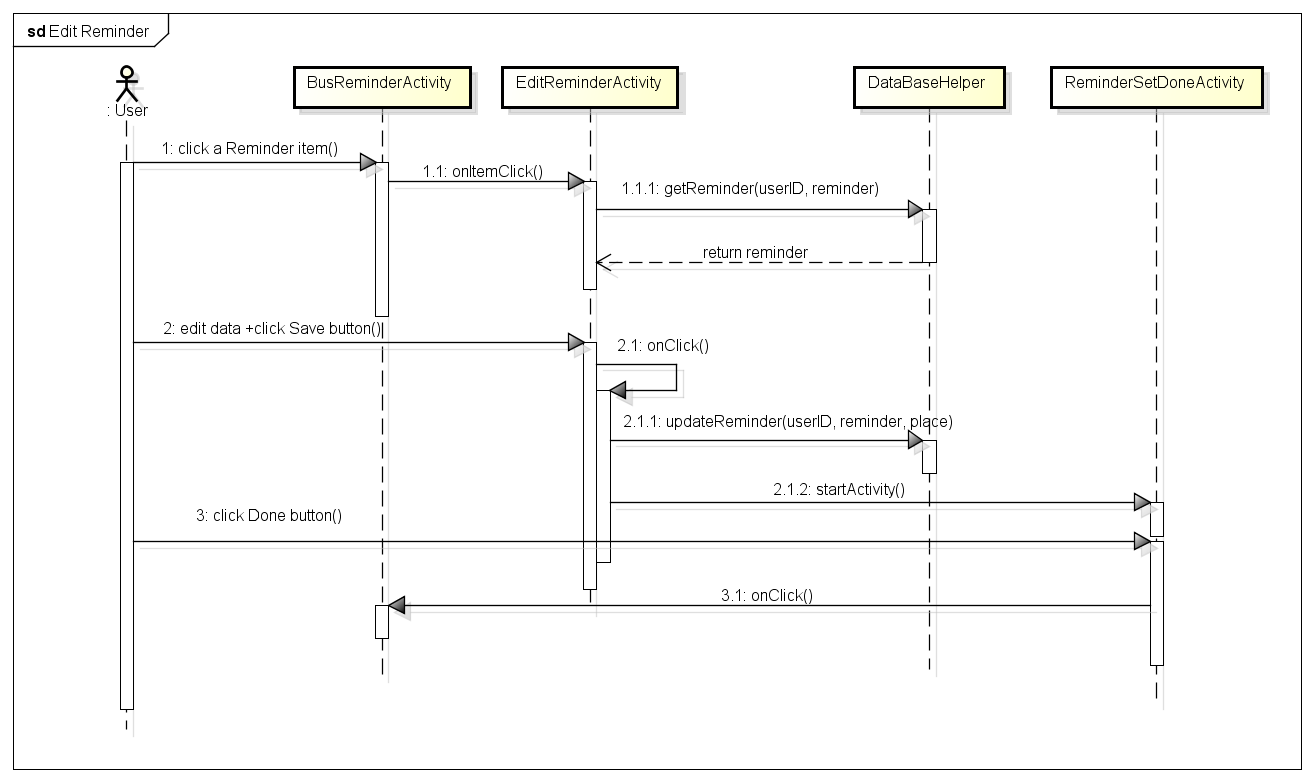 sd Edit Reminder
: User
BusReminderActivity
EditReminderActivity
DataBaseHelper
ReminderSetDoneActivity
1: click a Reminder item()
1.1: onItemClick()
1.1.1: getReminder(userID, reminder)
return reminder
2: edit data +click Save button()
2.1: onClick()
2.1.1: updateReminder(userID, reminder, place)
2.1.2: startActivity()
3: click Done button()
3.1: onClick()